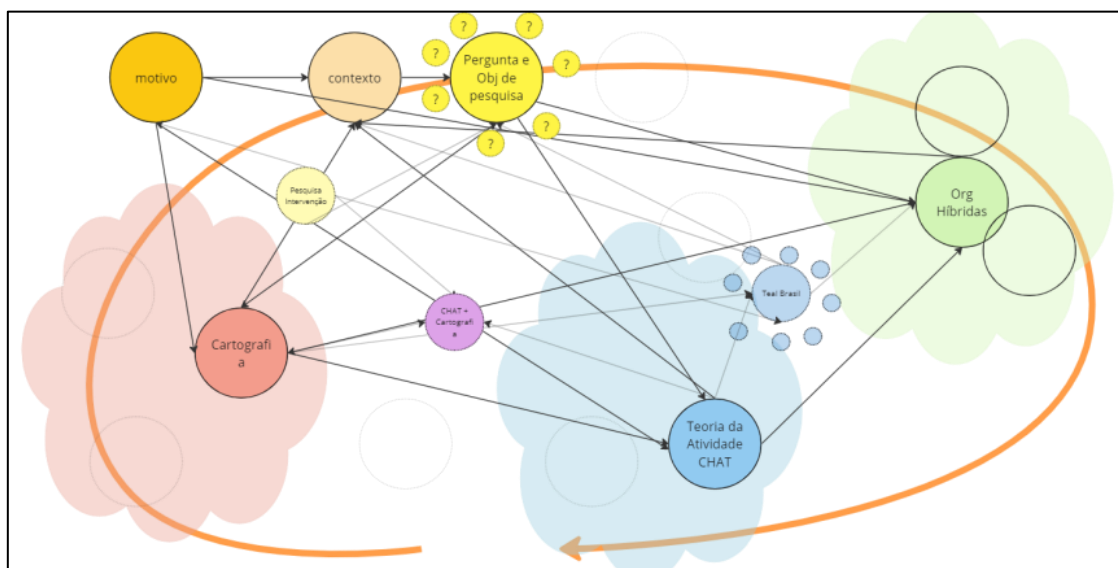 motivo
contexto
Pergunta e
Obj de
pesquisa
?
?
?
?
?
?
?
?
Pesquisa
Intervenção
Org
Híbridas
Teal Brasil
CHAT +
Cartografi
a
Cartografi
a
Teoria da
Atividade
CHAT